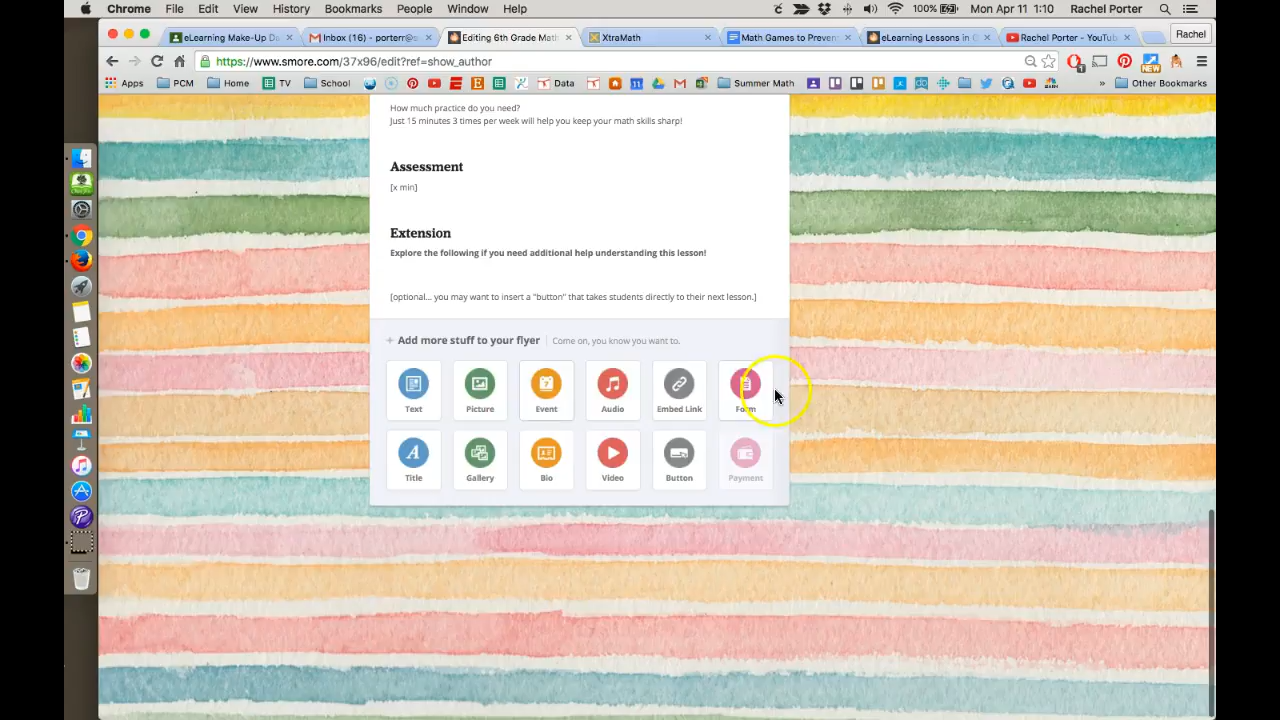 Chrome File Edit View History Bookmarks People Window Help 100% Mon Apr 11 1:10 Rachel Porter
eLearning Make-Up Da Inbox (16) - porterr@s Editing 6th Grade Math XtraMath Math Games to Prevent eLearning Lessons in G Rachel Porter - YouTube Rachel
https://www.smore.com/37x96/edit?ref=show_author
Apps PCM Home TV School Data Summer Math » Other Bookmarks
How much practice do you need?
Just 15 minutes 3 times per week will help you keep your math skills sharp!
Assessment
[x min]
Extension
Explore the following if you need additional help understanding this lesson!
[optional... you may want to insert a "button" that takes students directly to their next lesson.]
+ Add more stuff to your flyer | Come on, you know you want to.
Text Picture Event Audio Embed Link Form
Title Gallery Bio Video Button Payment